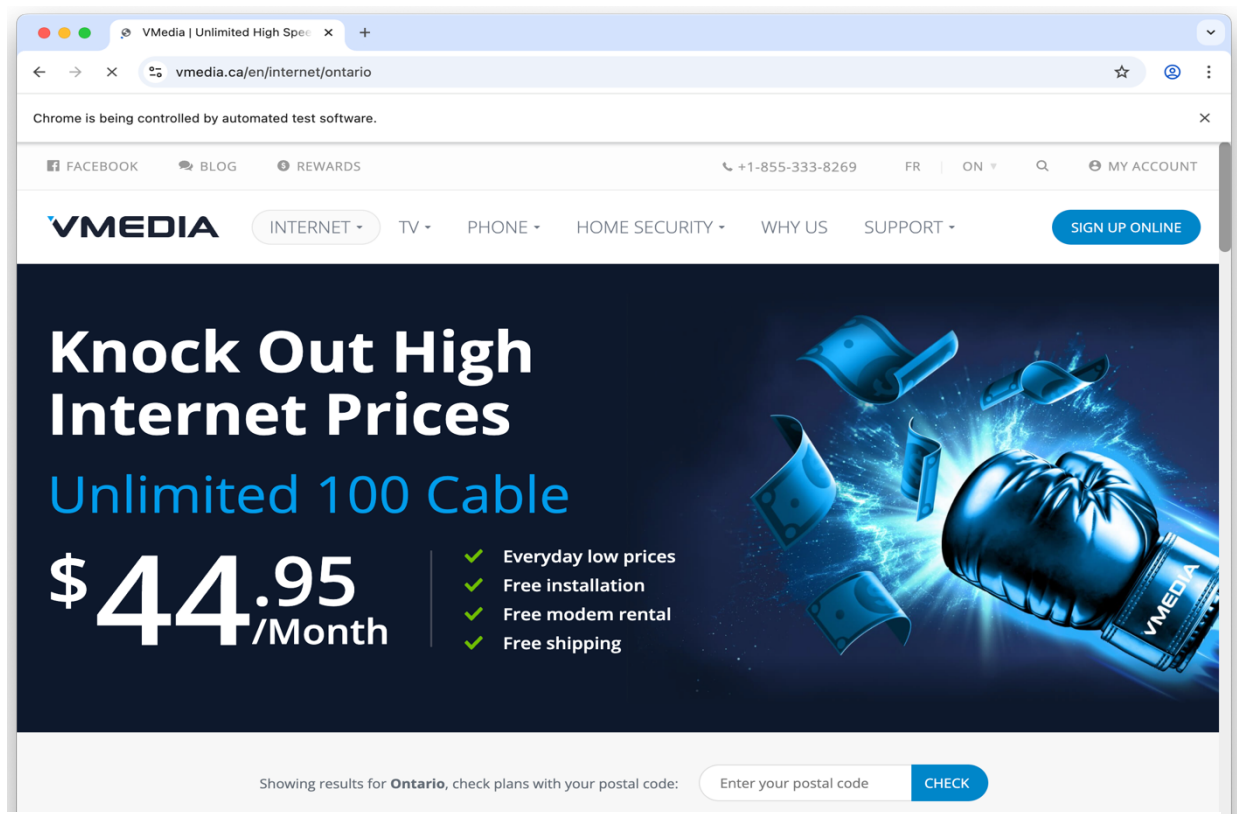 VMedia | Unlimited High Spee
vmedia.ca/en/internet/ontario
Chrome is being controlled by automated test software.
FACEBOOK BLOG REWARDS +1-855-333-8269 FR ON MY ACCOUNT
VMEDIA INTERNET TV PHONE HOME SECURITY WHY US SUPPORT SIGN UP ONLINE
Knock Out High
Internet Prices
Unlimited 100 Cable
$44.95
/Month
Everyday low prices
Free installation
Free modem rental
Free shipping
VMEDIA
Showing results for Ontario, check plans with your postal code: Enter your postal code CHECK